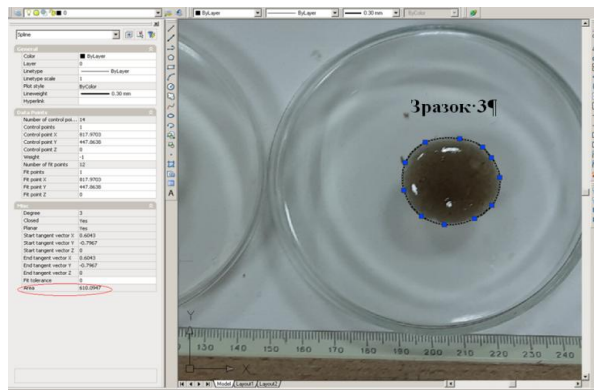 0
ByLayer
ByLayer
0.30 mm
ByColor
Spline
General
Color ByLayer
Layer 0
Linetype ByLayer
Linetype scale 1
Plot style ByColor
Lineweight 0.30 mm
Hyperlink
Data Points
Number of control poi... 14
Control points 1
Control point X 817.9703
Control point Y 447.8638
Control point Z 0
Weight -1
Number of fit points 12
Fit points 1
Fit point X 817.9703
Fit point Y 447.8638
Fit point Z 0
Misc
Degree 3
Closed Yes
Planar Yes
Start tangent vector X 0.6043
Start tangent vector Y -0.7967
Start tangent vector Z 0
End tangent vector X 0.6043
End tangent vector Y -0.7967
End tangent vector Z 0
Fit tolerance 0
Area 610.0947
A
Зразок·3¶
Y
X
130 140 150 160 170 180 190 200 210 220 230 240
Model Layout1 Layout2